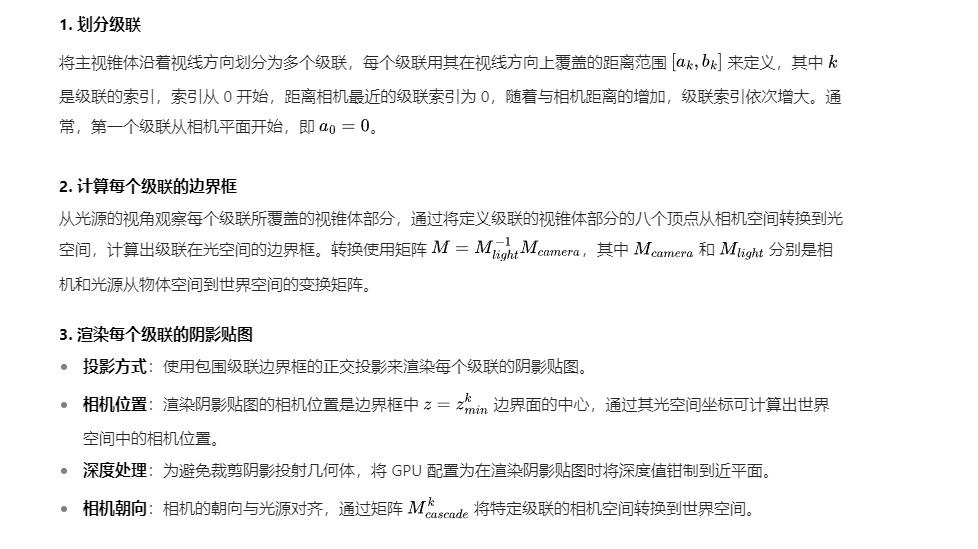 1. 划分级联
将主视锥体沿着视线方向划分为多个级联，每个级联用其在视线方向上覆盖的距离范围 $[a_k, b_k]$ 来定义，其中 $k$
是级联的索引，索引从 0 开始，距离相机最近的级联索引为 0，随着与相机距离的增加，级联索引依次增大。通
常，第一个级联从相机平面开始，即 $a_0 = 0$。
2. 计算每个级联的边界框
从光源的视角观察每个级联所覆盖的视锥体部分，通过将定义级联的视锥体部分的八个顶点从相机空间转换到光
空间，计算出级联在光空间的边界框。转换使用矩阵 $M = M_{light}^{-1} M_{camera}$，其中 $M_{camera}$ 和 $M_{light}$ 分别是相
机和光源从物体空间到世界空间的变换矩阵。
3. 渲染每个级联的阴影贴图
• 投影方式：使用包围级联边界框的正交投影来渲染每个级联的阴影贴图。
• 相机位置：渲染阴影贴图的相机位置是边界框中 $z = z_{min}^k$ 边界面的中心，通过其光空间坐标可计算出世界
空间中的相机位置。
• 深度处理：为避免裁剪阴影投射几何体，将 GPU 配置为在渲染阴影贴图时将深度值钳制到近平面。
• 相机朝向：相机的朝向与光源对齐，通过矩阵 $M_{cascade}^k$ 将特定级联的相机空间转换到世界空间。